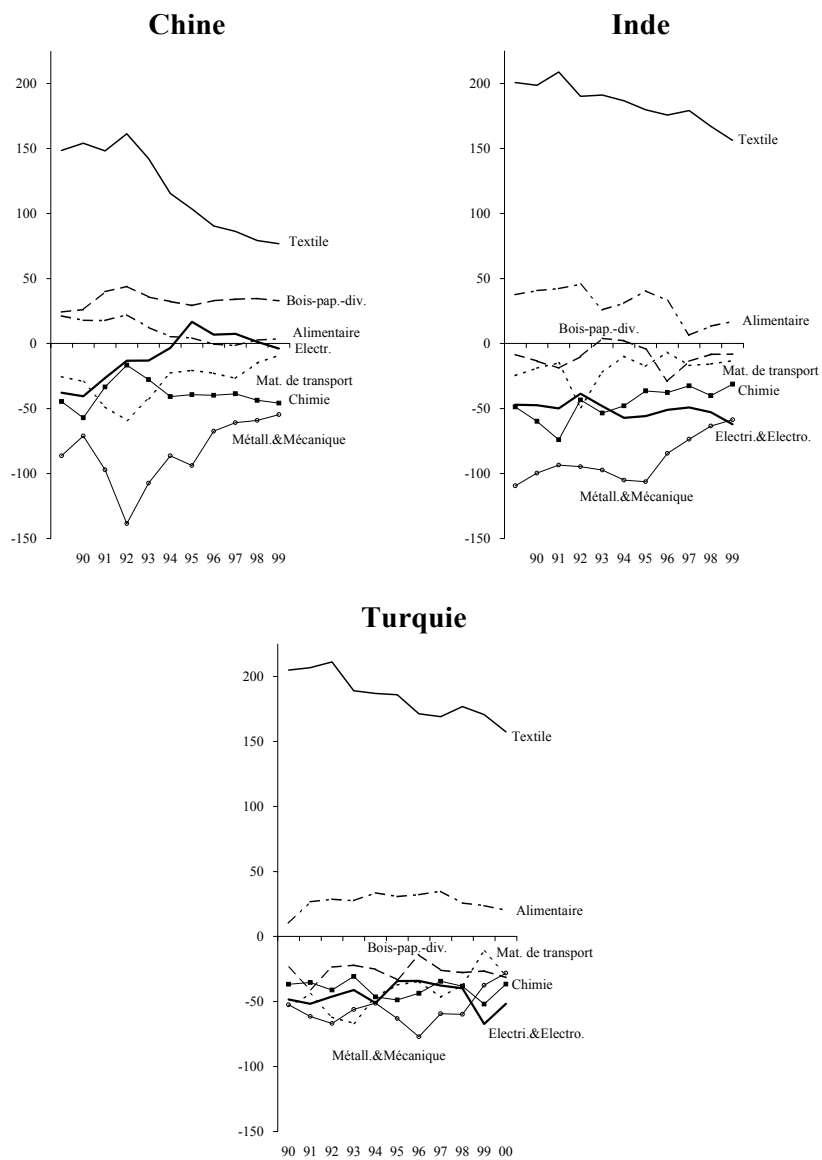 Chine
200
150
100
50
0
-50
-100
-150
Textile
Bois-pap.-div.
Alimentaire
Electr.
Mat. de transport
Chimie
Métall.&Mécanique
90 91 92 93 94 95 96 97 98 99
Inde
200
150
100
50
0
-50
-100
-150
Textile
Alimentaire
Bois-pap.-div.
Mat. de transport
Chimie
Electri.&Electro.
Métall.&Mécanique
90 91 92 93 94 95 96 97 98 99
Turquie
200
150
100
50
0
-50
-100
-150
Textile
Alimentaire
Bois-pap.-div.
Mat. de transport
Chimie
Electri.&Electro.
Métall.&Mécanique
90 91 92 93 94 95 96 97 98 99 00